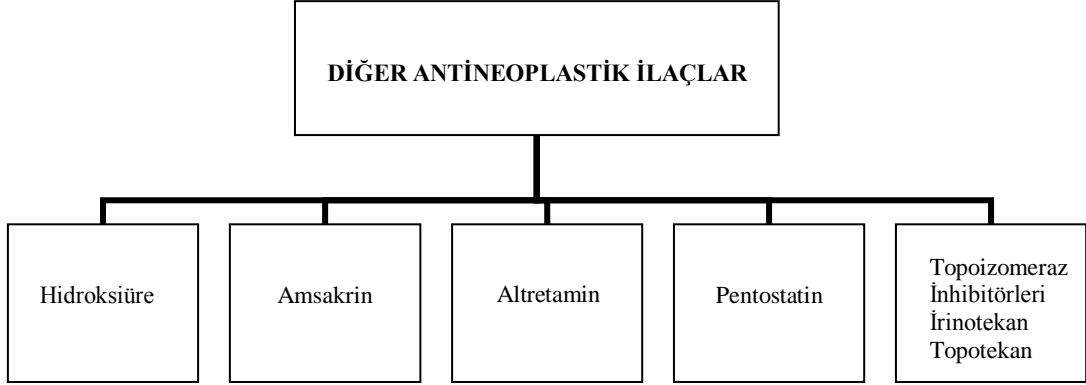 DİĞER ANTİNEOPLASTİK İLAÇLAR
Hidroksiüre
Amsakrin
Altretamin
Pentostatin
Topoizomeraz
İnhibitörleri
İrinotekan
Topotekan